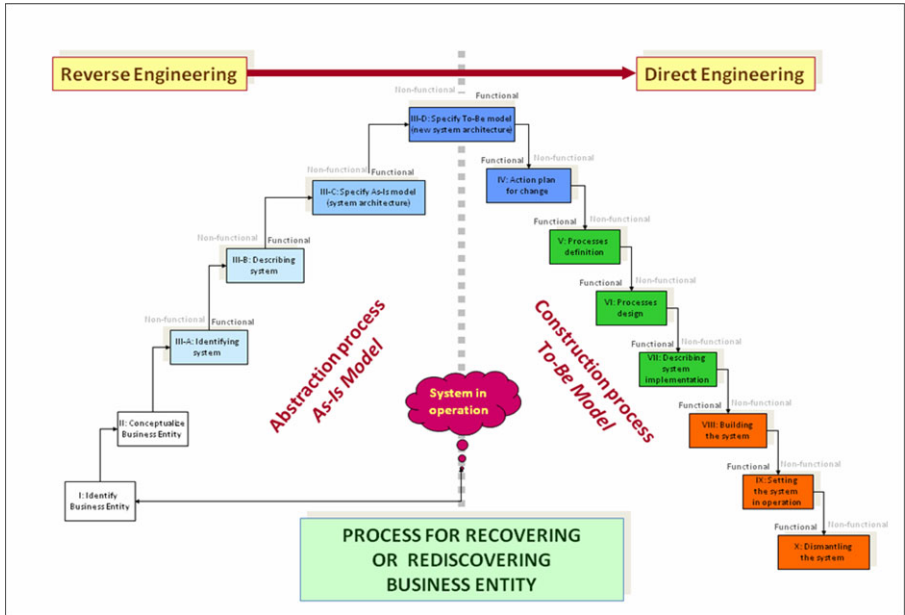 Reverse Engineering
Direct Engineering
Non-functional
Functional
III-D: Specify To-Be model
(new system architecture)
Non-functional
Functional
III-C: Specify As-Is model
(system architecture)
Functional
Non-functional
IV: Action plan
for change
Non-functional
Functional
III-B: Describing
system
Functional
Non-functional
V: Processes
definition
Functional
Non-functional
VI: Processes
design
Non-functional
Functional
III-A: Identifying
system
Functional
Non-functional
VII: Describing
system
implementation
Abstraction process
As-Is Model
Construction process
To-Be Model
System in
operation
II: Conceptualize
Business Entity
Functional
Non-functional
VIII: Building
the system
Functional
Non-functional
IX: Setting
the system
in operation
I: Identify
Business Entity
Functional
Non-functional
X: Dismantling
the system
PROCESS FOR RECOVERING
OR REDISCOVERING
BUSINESS ENTITY